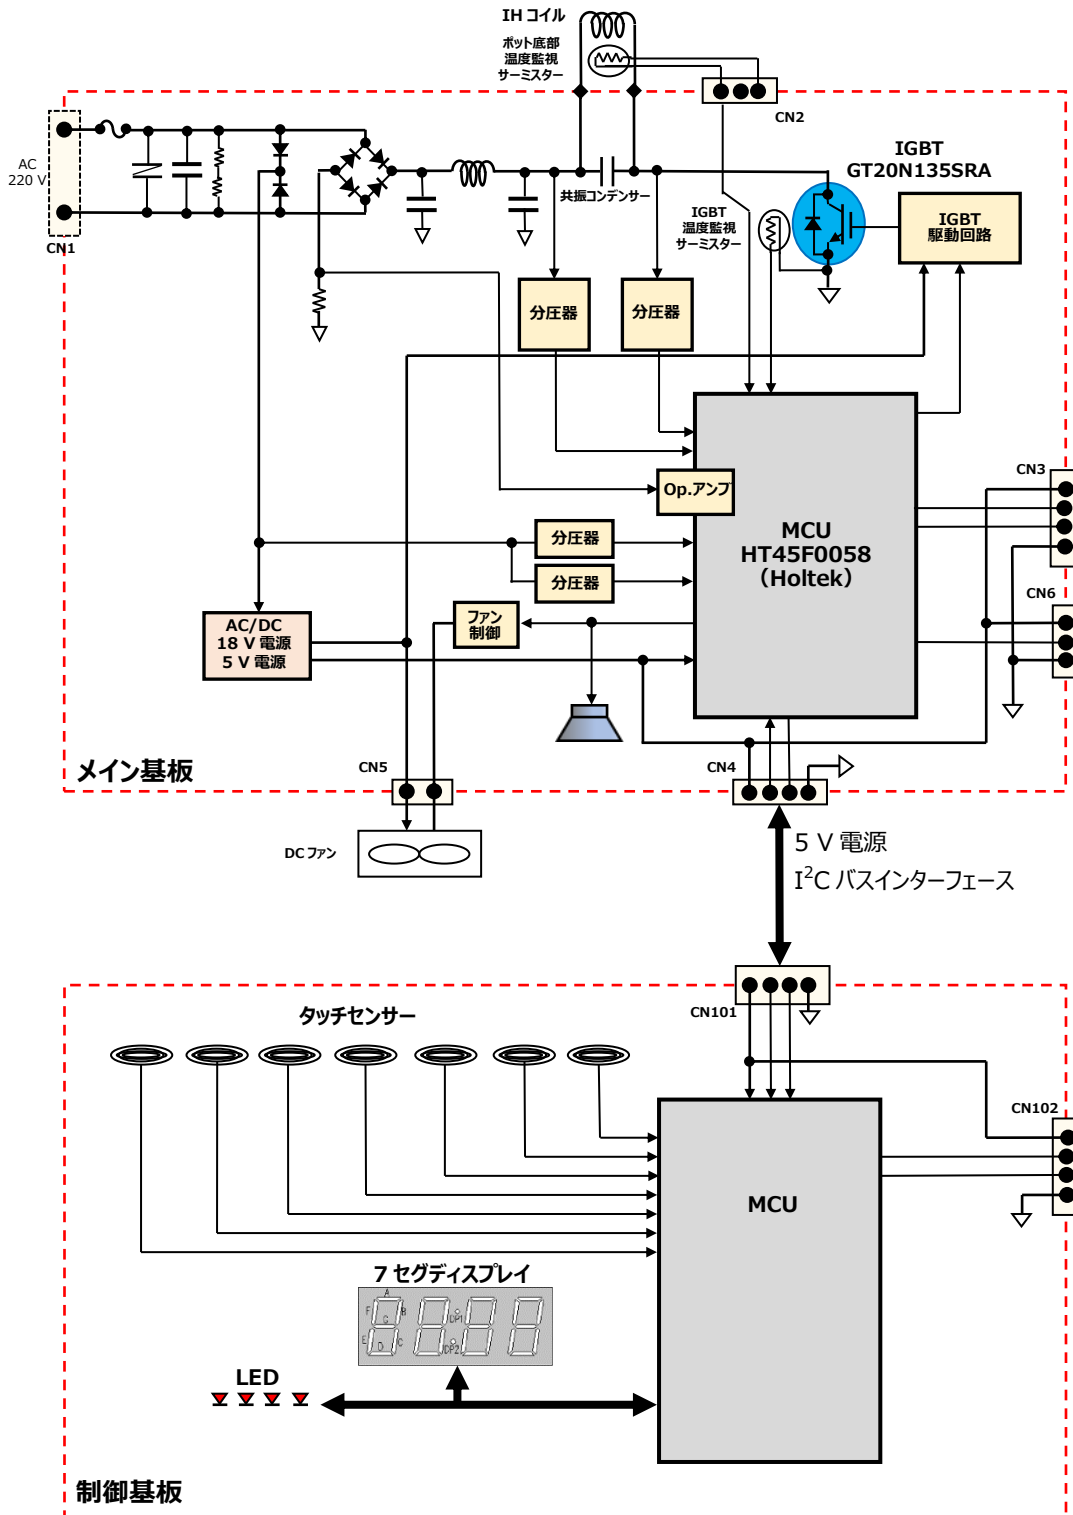 IH コイル
ポット底部
温度監視
サーミスター
CN2
AC
220 V
CN1
IGBT
GT20N135SRA
共振コンデンサー
IGBT
温度監視
サーミスター
IGBT
駆動回路
分圧器
分圧器
Op.アンプ
MCU
HT45F0058
（Holtek）
CN3
分圧器
分圧器
CN6
AC/DC
18 V 電源
5 V 電源
ファン
制御
メイン基板
CN5
CN4
DC ファン
5 V 電源
I²C バスインターフェース
CN101
タッチセンサー
CN102
MCU
7 セグディスプレイ
A
F
B
G
DP1
E
C
D
DP2
LED
制御基板